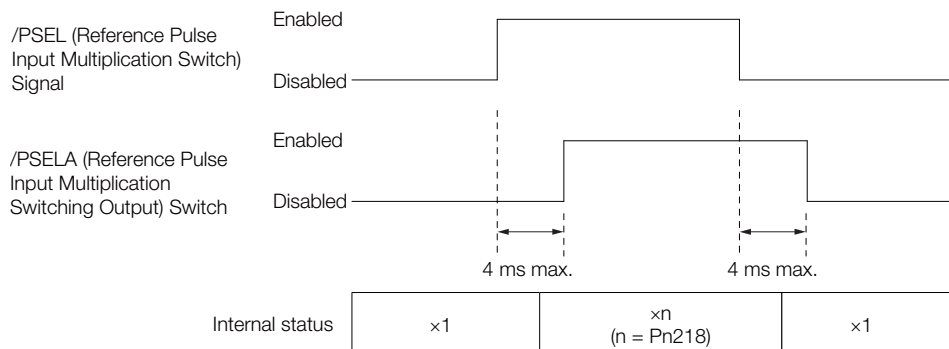 /PSEL (Reference Pulse
Input Multiplication Switch)
Signal
Enabled
Disabled
/PSELA (Reference Pulse
Input Multiplication
Switching Output) Switch
Enabled
Disabled
4 ms max.
4 ms max.
Internal status
×1
×n
(n = Pn218)
×1